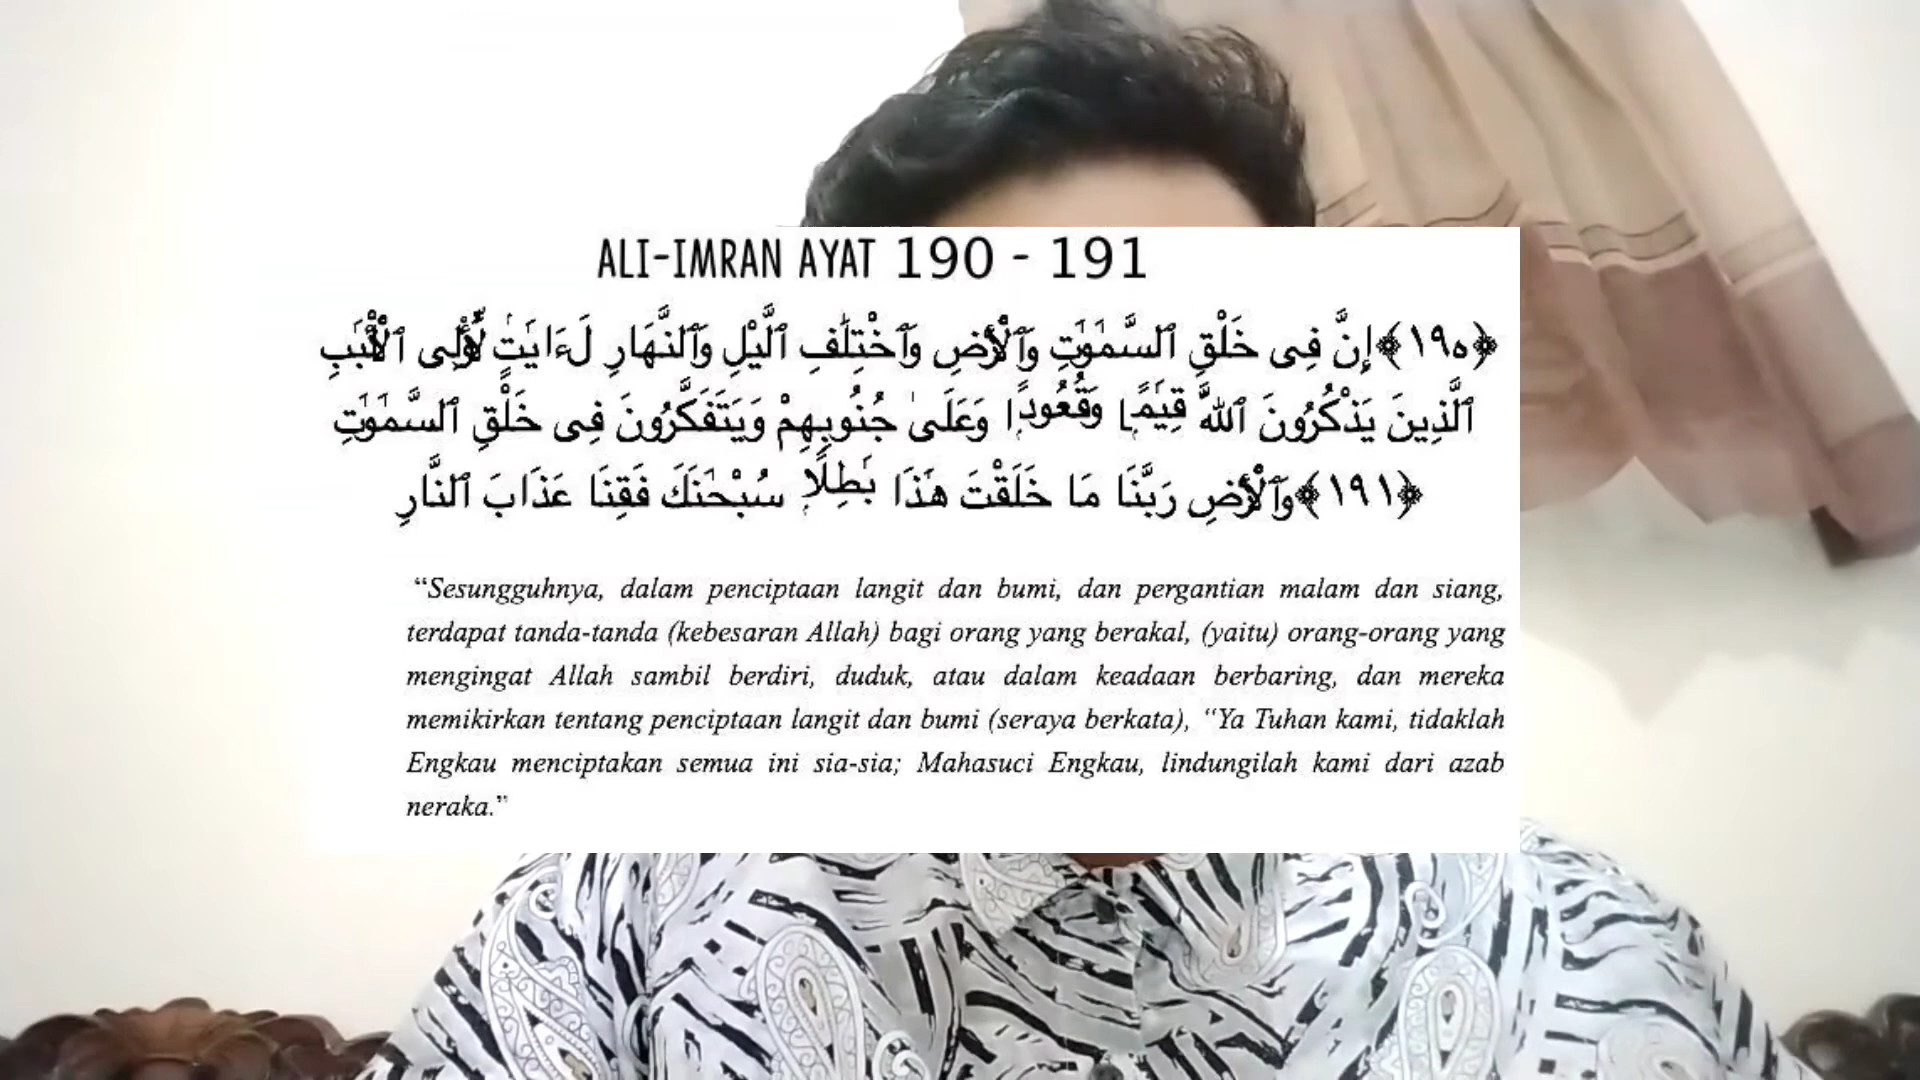 ALI-IMRAN AYAT 190 - 191
﴿١٩٠﴾إِنَّ فِى خَلْقِ ٱلسَّمَٰوَٰتِ وَٱلْأَرْضِ وَٱخْتِلَٰفِ ٱلَّيْلِ وَٱلنَّهَارِ لَءَايَٰتٍ لِّأُو۟لِى ٱلْأَلْبَٰبِ
ٱلَّذِينَ يَذْكُرُونَ ٱللَّهَ قِيَٰمًا وَقُعُودًا وَعَلَىٰ جُنُوبِهِمْ وَيَتَفَكَّرُونَ فِى خَلْقِ ٱلسَّمَٰوَٰتِ
﴿١٩١﴾وَٱلْأَرْضِ رَبَّنَا مَا خَلَقْتَ هَٰذَا بَٰطِلًا سُبْحَٰنَكَ فَقِنَا عَذَابَ ٱلنَّارِ
“Sesungguhnya, dalam penciptaan langit dan bumi, dan pergantian malam dan siang,
terdapat tanda-tanda (kebesaran Allah) bagi orang yang berakal, (yaitu) orang-orang yang
mengingat Allah sambil berdiri, duduk, atau dalam keadaan berbaring, dan mereka
memikirkan tentang penciptaan langit dan bumi (seraya berkata), “Ya Tuhan kami, tidaklah
Engkau menciptakan semua ini sia-sia; Mahasuci Engkau, lindungilah kami dari azab
neraka.”